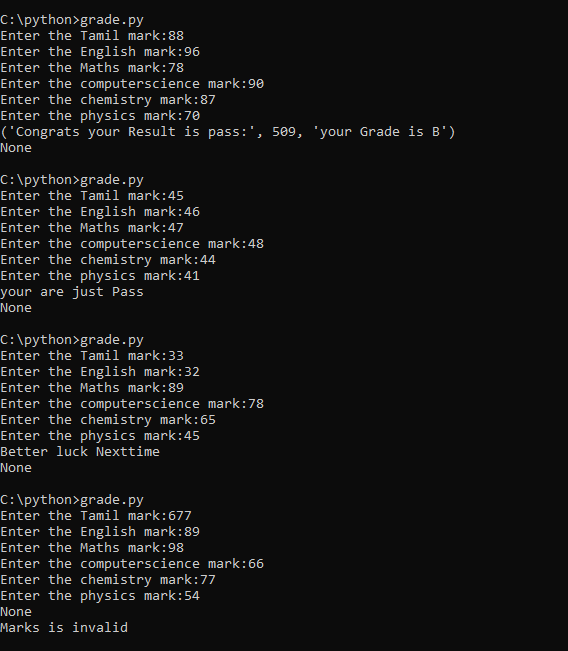 C:\python>grade.py
Enter the Tamil mark:88
Enter the English mark:96
Enter the Maths mark:78
Enter the computerscience mark:90
Enter the chemistry mark:87
Enter the physics mark:70
('Congrats your Result is pass:', 509, 'your Grade is B')
None
C:\python>grade.py
Enter the Tamil mark:45
Enter the English mark:46
Enter the Maths mark:47
Enter the computerscience mark:48
Enter the chemistry mark:44
Enter the physics mark:41
your are just Pass
None
C:\python>grade.py
Enter the Tamil mark:33
Enter the English mark:32
Enter the Maths mark:89
Enter the computerscience mark:78
Enter the chemistry mark:65
Enter the physics mark:45
Better luck Nexttime
None
C:\python>grade.py
Enter the Tamil mark:677
Enter the English mark:89
Enter the Maths mark:98
Enter the computerscience mark:66
Enter the chemistry mark:77
Enter the physics mark:54
None
Marks is invalid